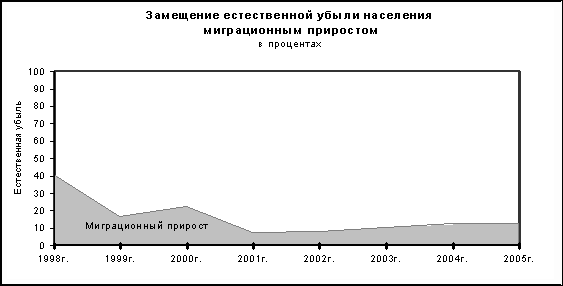 Замещение естественной убыли населения
миграционным приростом
в процентах
Естественная убыль
100
90
80
70
60
50
40
30
20
10
0
Миграционный прирост
1998г. 1999г. 2000г. 2001г. 2002г. 2003г. 2004г. 2005г.